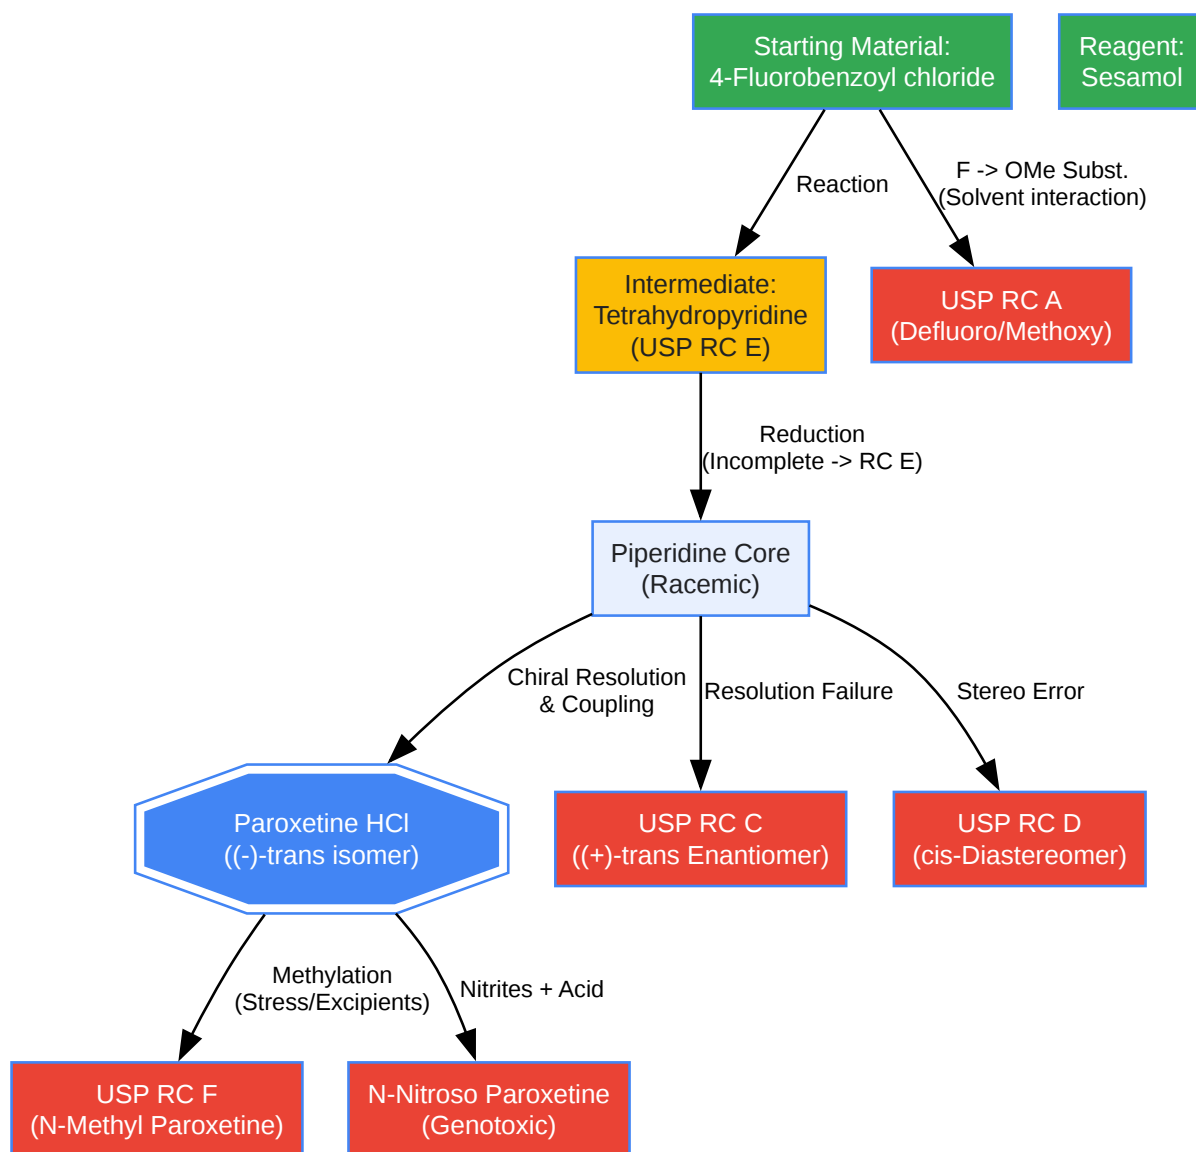 Starting Material:
4-Fluorobenzoyl chloride
Reagent:
Sesamol
Reaction
F -> OMe Subst.
(Solvent interaction)
Intermediate:
Tetrahydropyridine
(USP RC E)
USP RC A
(Defluoro/Methoxy)
Reduction
(Incomplete -> RC E)
Piperidine Core
(Racemic)
Chiral Resolution
& Coupling
Resolution Failure
Stereo Error
Paroxetine HCl
((-)-trans isomer)
USP RC C
((+)-trans Enantiomer)
USP RC D
(cis-Diastereomer)
Methylation
(Stress/Excipients)
Nitrites + Acid
USP RC F
(N-Methyl Paroxetine)
N-Nitroso Paroxetine
(Genotoxic)